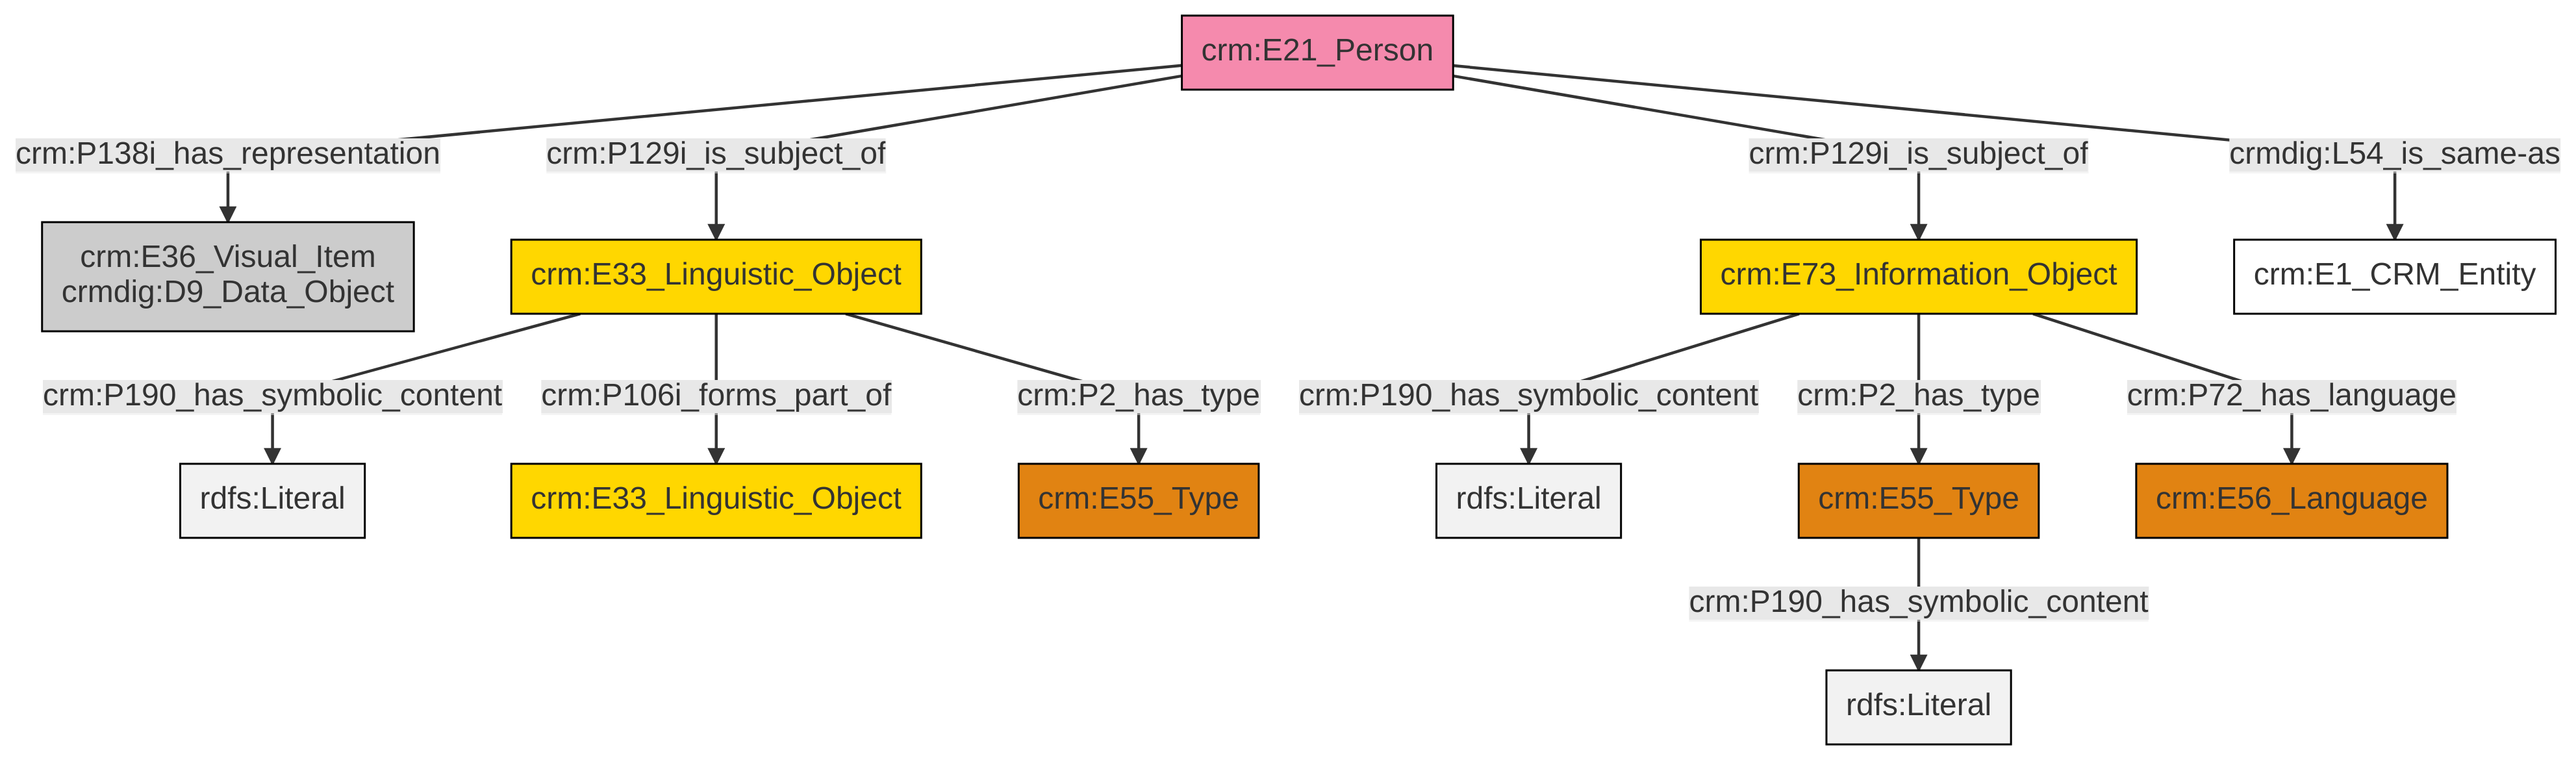 crm:E21_Person
crm:P138i_has_representation
crm:P129i_is_subject_of
crm:P129i_is_subject_of
crmdig:L54_is_same-as
crm:E36_Visual_Item
crmdig:D9_Data_Object
crm:E33_Linguistic_Object
crm:E73_Information_Object
crm:E1_CRM_Entity
crm:P190_has_symbolic_content
crm:P106i_forms_part_of
crm:P2_has_type
crm:P190_has_symbolic_content
crm:P2_has_type
crm:P72_has_language
rdfs:Literal
crm:E33_Linguistic_Object
crm:E55_Type
rdfs:Literal
crm:E55_Type
crm:E56_Language
crm:P190_has_symbolic_content
rdfs:Literal